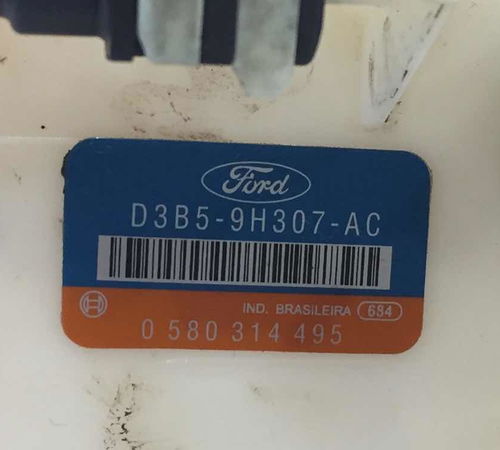 Ford
D3B5-9H307-AC
IND. BRASILEIRA 684
0 580 314 495